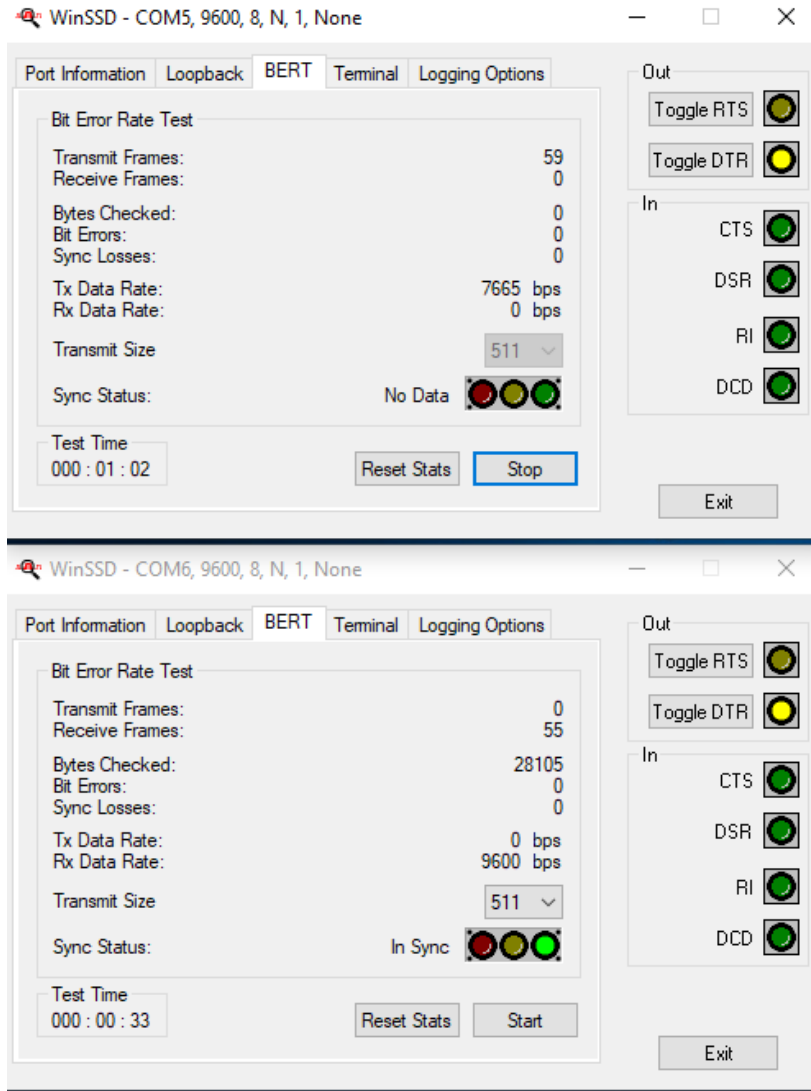 WinSSD - COM5, 9600, 8, N, 1, None
Port Information Loopback BERT Terminal Logging Options
Bit Error Rate Test
Transmit Frames: 59
Receive Frames: 0
Bytes Checked: 0
Bit Errors: 0
Sync Losses: 0
Tx Data Rate: 7665 bps
Rx Data Rate: 0 bps
Transmit Size 511
Sync Status: No Data
Test Time
000 : 01 : 02
Reset Stats Stop
Out
Toggle RTS
Toggle DTR
In
CTS
DSR
RI
DCD
Exit
WinSSD - COM6, 9600, 8, N, 1, None
Port Information Loopback BERT Terminal Logging Options
Bit Error Rate Test
Transmit Frames: 0
Receive Frames: 55
Bytes Checked: 28105
Bit Errors: 0
Sync Losses: 0
Tx Data Rate: 0 bps
Rx Data Rate: 9600 bps
Transmit Size 511
Sync Status: In Sync
Test Time
000 : 00 : 33
Reset Stats Start
Out
Toggle RTS
Toggle DTR
In
CTS
DSR
RI
DCD
Exit